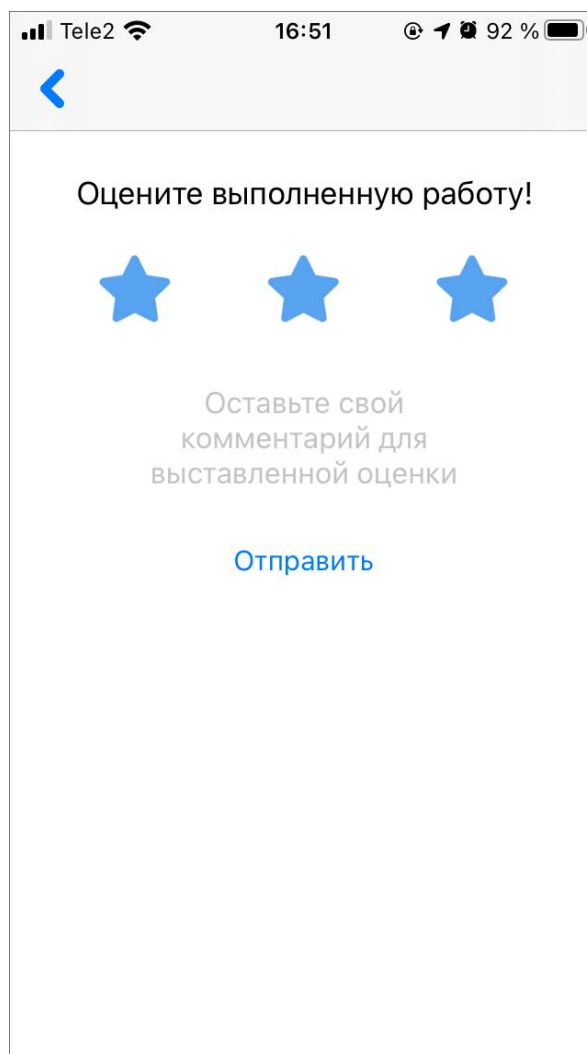 Tele2 16:51 92 %
Оцените выполненную работу!
Оставьте свой
комментарий для
выставленной оценки
Отправить